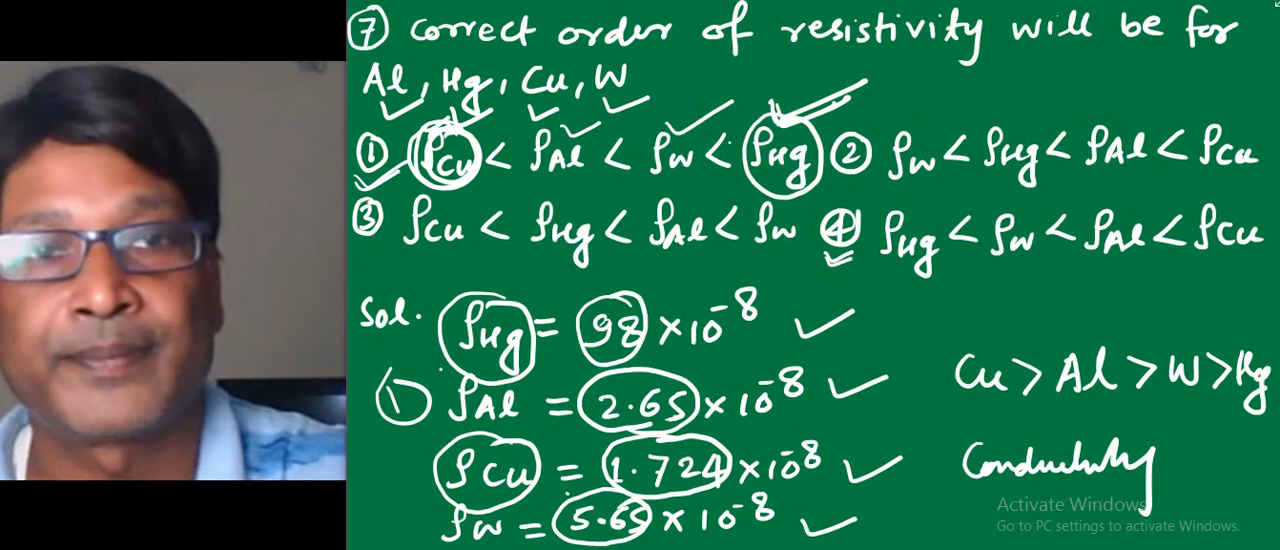 ⑦ correct order of resistivity will be for
Al, Hg, Cu, W
① ρCu < ρAl < ρW < ρHg ② ρW < ρHg < ρAl < ρCu
③ ρCu < ρHg < ρAl < ρW ④ ρHg < ρW < ρAl < ρCu
Sol. ρHg = 98 × 10⁻⁸
① ρAl = 2.65 × 10⁻⁸
ρCu = 1.724 × 10⁻⁸
ρW = 5.65 × 10⁻⁸
Cu > Al > W > Hg
Conductivity
Activate Windows
Go to PC settings to activate Windows.